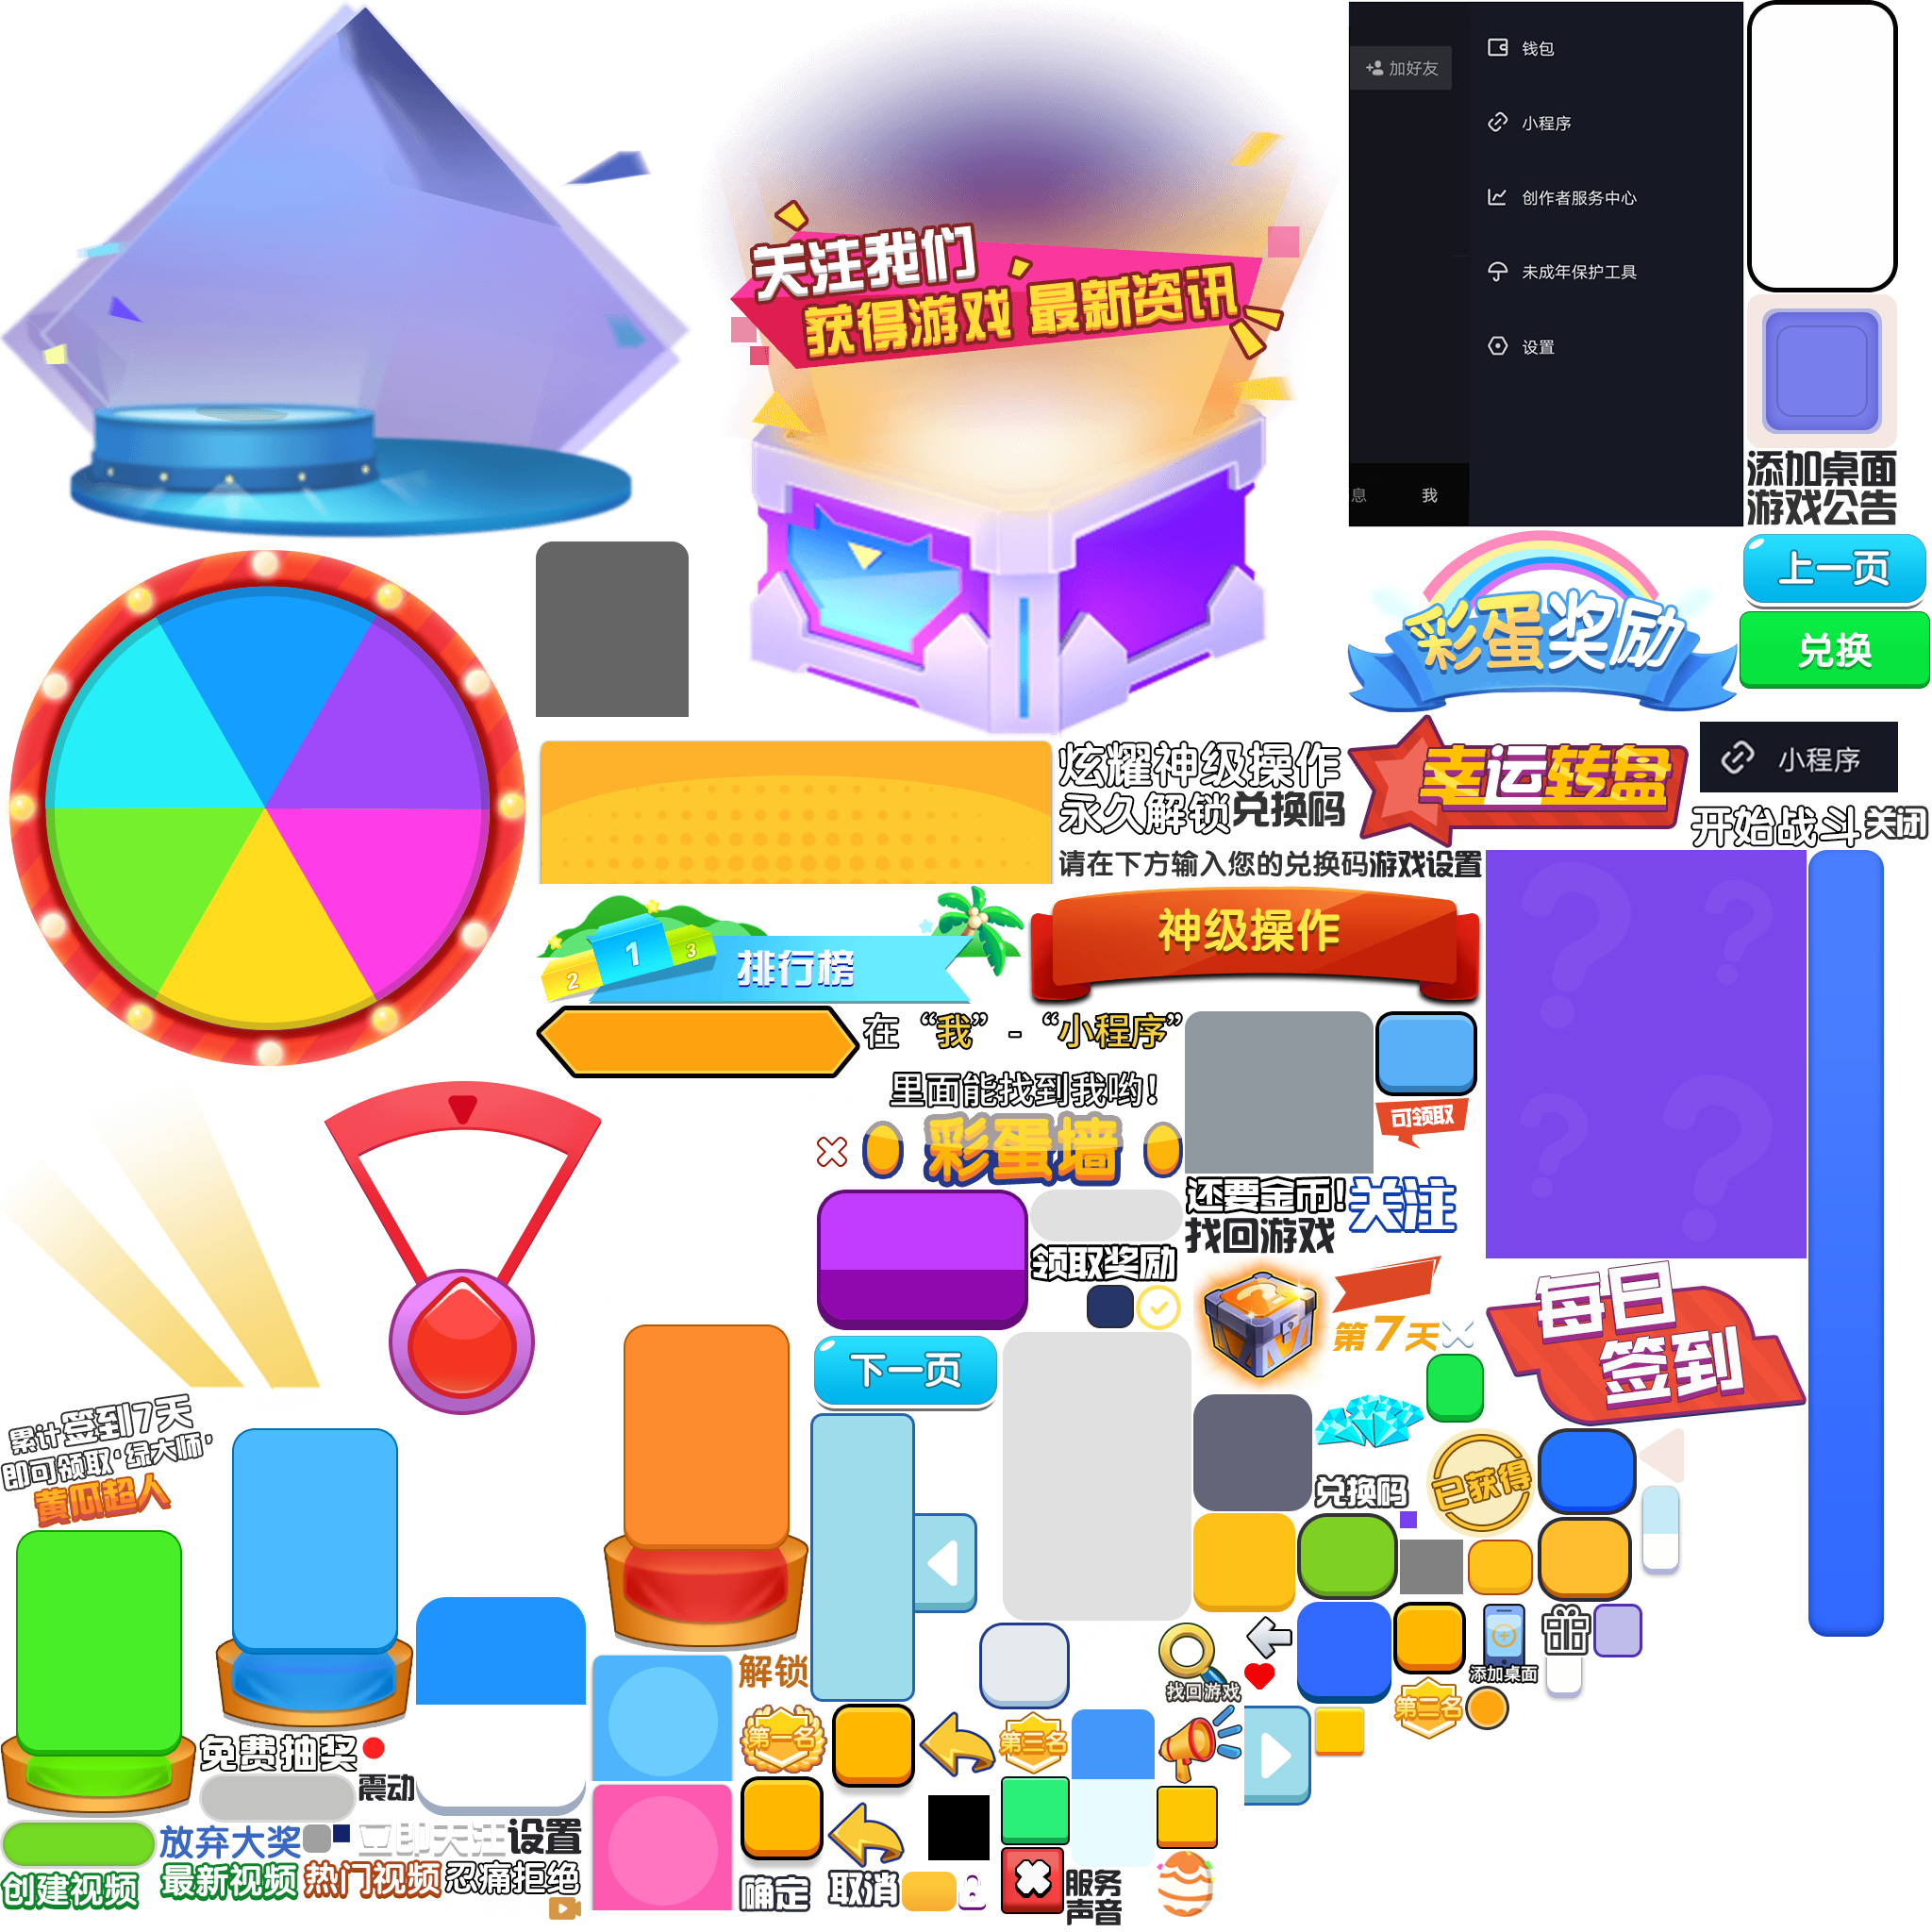 钱包
加好友
小程序
创作者服务中心
未成年保护工具
设置
息
我
关注我们
获得游戏 最新资讯
添加桌面
游戏公告
上一页
彩蛋奖励
兑换
炫耀神级操作
永久解锁
兑换码
幸运转盘
小程序
开始战斗
关闭
请在下方输入您的兑换码
游戏设置
1
2
3
排行榜
神级操作
在“我” - “小程序”
里面能找到我哟!
可领取
彩蛋墙
还要金币!
关注
找回游戏
领取奖励
第7天
每日
签到
下一页
累计签到7天
即可领取‘绿大师’
黄瓜超人
兑换码
已获得
解锁
找回游戏
添加桌面
第二名
第一名
第三名
免费抽奖
震动
放弃大奖
设置
创建视频
最新视频
热门视频
忍痛拒绝
确定
取消
服务
声音